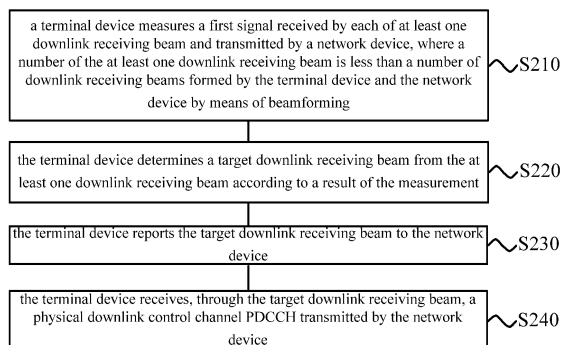 a terminal device measures a first signal received by each of at least one
downlink receiving beam and transmitted by a network device, where a
number of the at least one downlink receiving beam is less than a number of
downlink receiving beams formed by the terminal device and the network
device by means of beamforming
S210
the terminal device determines a target downlink receiving beam from the at
least one downlink receiving beam according to a result of the measurement
S220
the terminal device reports the target downlink receiving beam to the network
device
S230
the terminal device receives, through the target downlink receiving beam, a
physical downlink control channel PDCCH transmitted by the network
device
S240